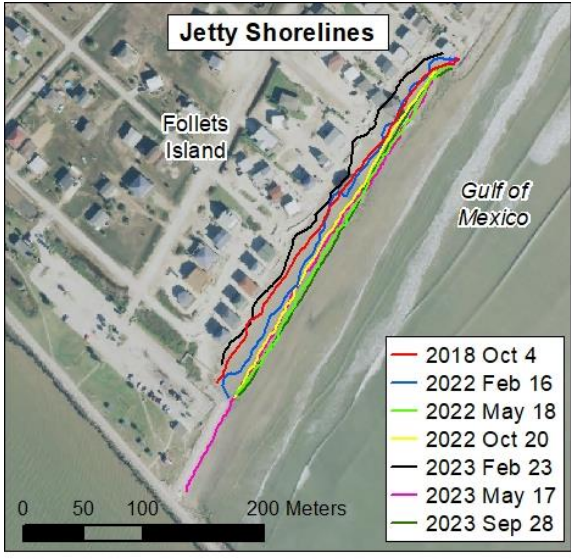 Jetty Shorelines
Follets
Island
Gulf of
Mexico
2018 Oct 4
2022 Feb 16
2022 May 18
2022 Oct 20
2023 Feb 23
2023 May 17
2023 Sep 28
0 50 100 200 Meters